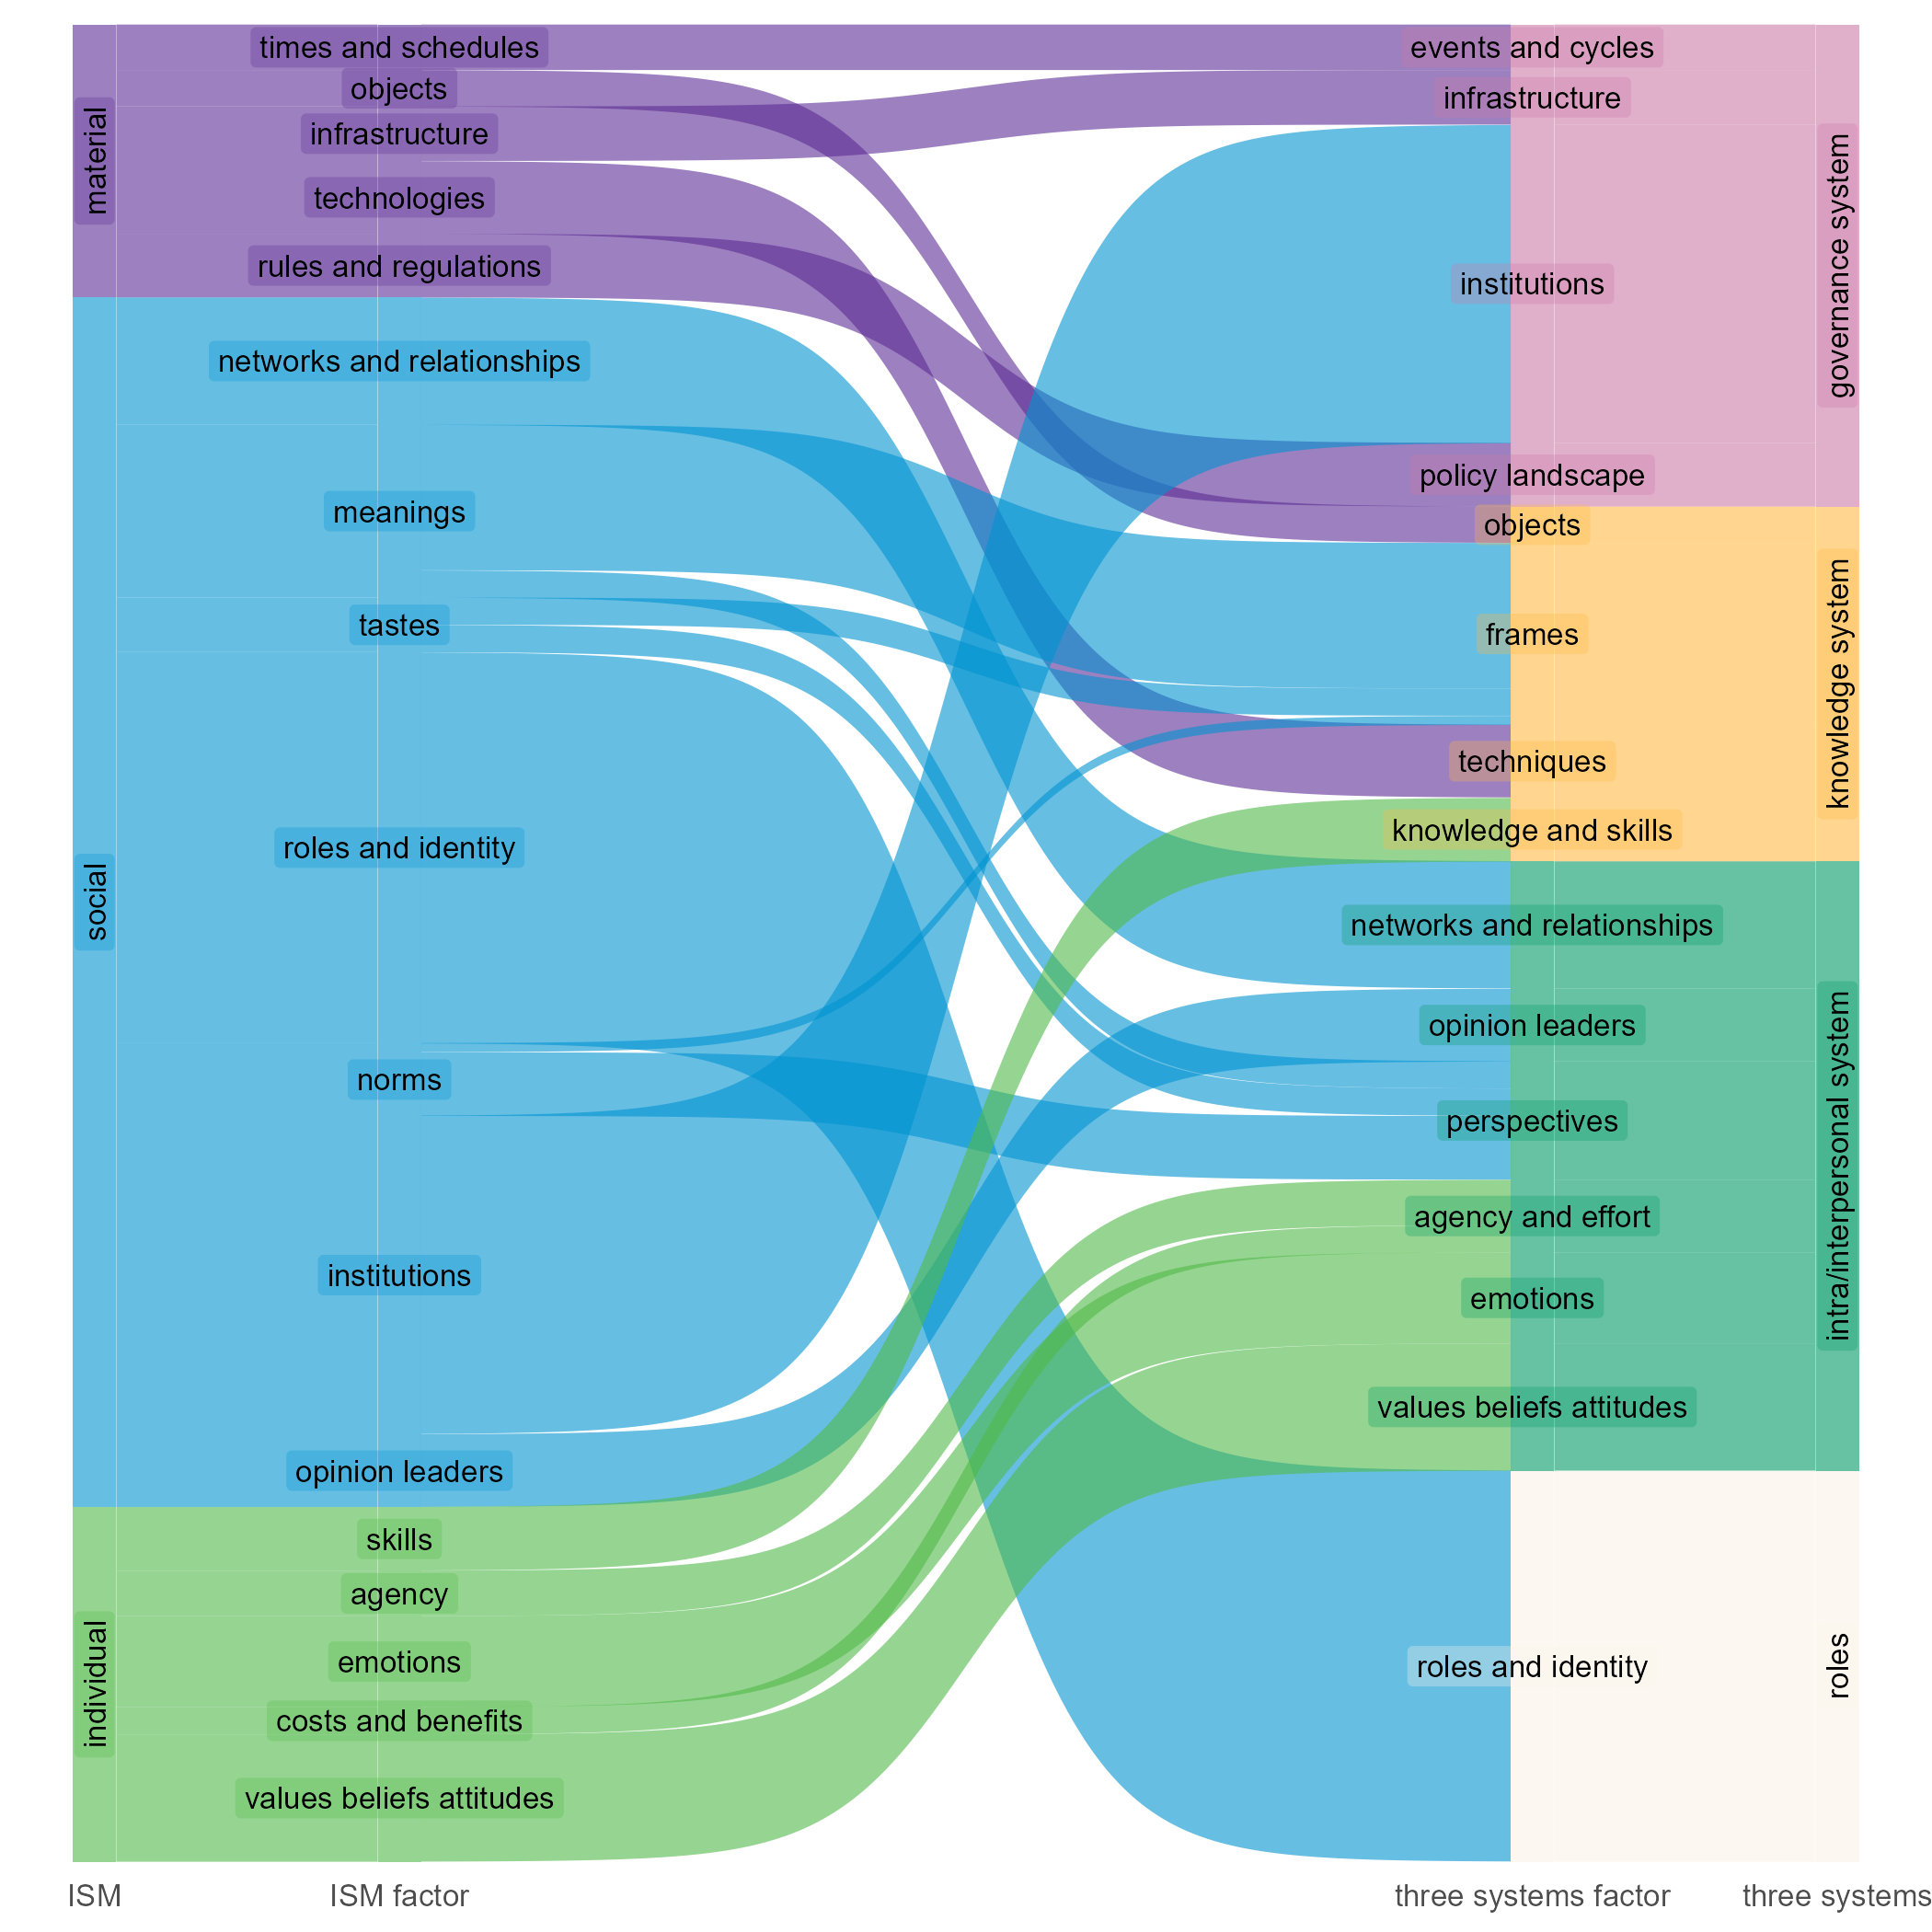 material
social
individual
times and schedules
objects
infrastructure
technologies
rules and regulations
networks and relationships
meanings
tastes
roles and identity
norms
institutions
opinion leaders
skills
agency
emotions
costs and benefits
values beliefs attitudes
events and cycles
infrastructure
institutions
policy landscape
objects
frames
techniques
knowledge and skills
networks and relationships
opinion leaders
perspectives
agency and effort
emotions
values beliefs attitudes
roles and identity
governance system
knowledge system
intra/interpersonal system
roles
ISM
ISM factor
three systems factor
three systems